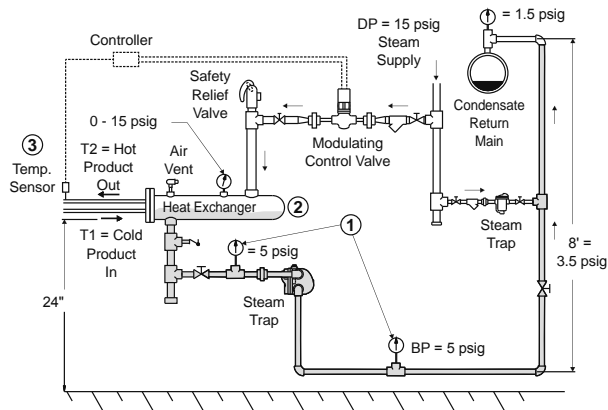 = 1.5 psig
Controller
DP = 15 psig
Steam
Supply
Safety
Relief
Valve
Condensate
Return
Main
0 - 15 psig
Modulating
Control Valve
3
Temp.
Sensor
T2 = Hot
Product
Out
Air
Vent
Heat Exchanger
2
Steam
Trap
T1 = Cold
Product
In
1
= 5 psig
8' =
3.5 psig
24"
Steam
Trap
BP = 5 psig